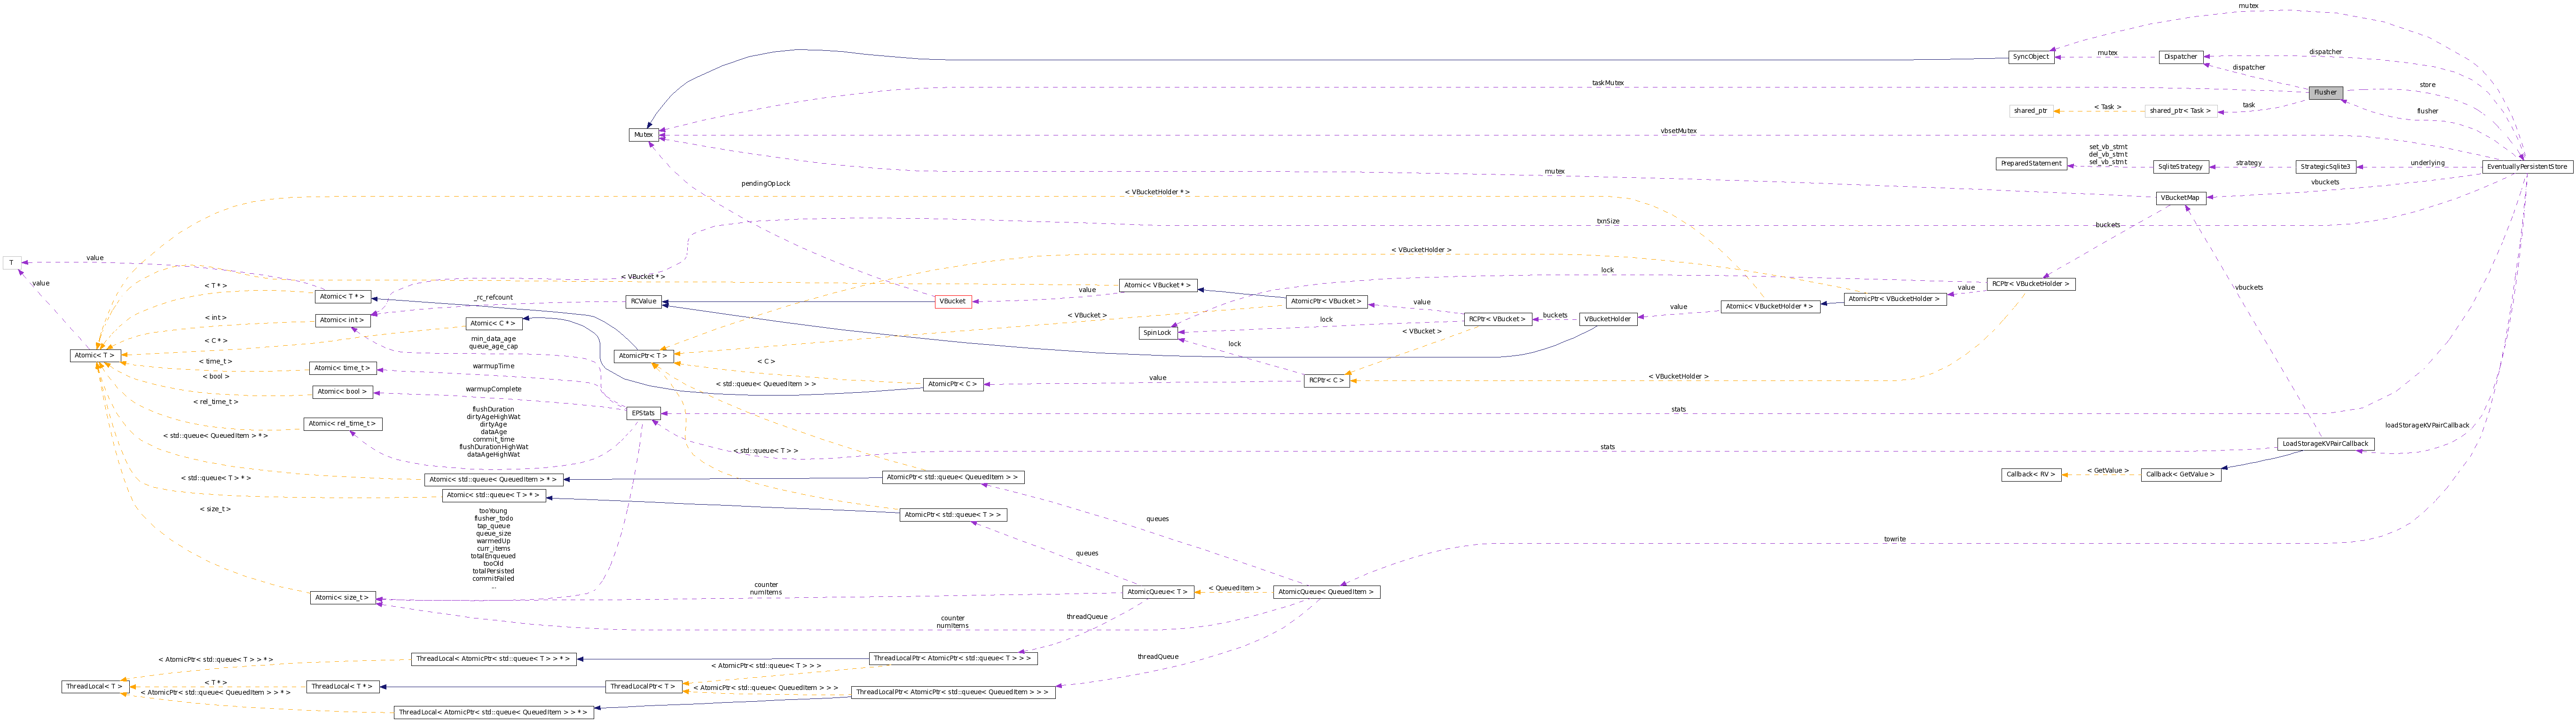 mutex
SyncObject
mutex
Dispatcher
dispatcher
dispatcher
taskMutex
Flusher
store
shared_ptr
< Task >
shared_ptr< Task >
task
flusher
Mutex
vbsetMutex
PreparedStatement
set_vb_stmt
del_vb_stmt
sel_vb_stmt
SqliteStrategy
strategy
StrategicSqlite3
underlying
EventuallyPersistentStore
mutex
pendingOpLock
< VBucketHolder * >
VBucketMap
vbuckets
txnSize
buckets
< VBucketHolder >
T
value
value
< VBucket * >
lock
Atomic< VBucket * >
RCPtr< VBucketHolder >
value
< T * >
Atomic< T * >
_rc_refcount
RCValue
VBucket
value
AtomicPtr< VBucket >
value
Atomic< VBucketHolder * >
AtomicPtr< VBucketHolder >
vbuckets
< int >
Atomic< int >
Atomic< C * >
< VBucket >
lock
RCPtr< VBucket >
buckets
VBucketHolder
value
SpinLock
< VBucket >
< C * >
min_data_age
queue_age_cap
lock
Atomic< T >
AtomicPtr< T >
< C >
< time_t >
Atomic< time_t >
warmupTime
< bool >
Atomic< bool >
warmupComplete
< std::queue< QueuedItem > >
AtomicPtr< C >
value
RCPtr< C >
< VBucketHolder >
< rel_time_t >
Atomic< rel_time_t >
flushDuration
dirtyAgeHighWat
dirtyAge
dataAge
commit_time
flushDurationHighWat
dataAgeHighWat
EPStats
stats
loadStorageKVPairCallback
< std::queue< QueuedItem > * >
< std::queue< T > >
stats
LoadStorageKVPairCallback
Atomic< std::queue< QueuedItem > * >
AtomicPtr< std::queue< QueuedItem > >
Callback< RV >
< GetValue >
Callback< GetValue >
< std::queue< T > * >
Atomic< std::queue< T > * >
< size_t >
tooYoung
flusher_todo
tap_queue
queue_size
warmedUp
curr_items
totalEnqueued
tooOld
totalPersisted
commitFailed
...
AtomicPtr< std::queue< T > >
queues
queues
towrite
Atomic< size_t >
counter
numItems
AtomicQueue< T >
< QueuedItem >
AtomicQueue< QueuedItem >
counter
numItems
threadQueue
threadQueue
< AtomicPtr< std::queue< T > > * >
ThreadLocal< AtomicPtr< std::queue< T > > * >
< AtomicPtr< std::queue< T > > >
ThreadLocalPtr< AtomicPtr< std::queue< T > > >
ThreadLocal< T >
< T * >
ThreadLocal< T * >
ThreadLocalPtr< T >
< AtomicPtr< std::queue< QueuedItem > > >
ThreadLocalPtr< AtomicPtr< std::queue< QueuedItem > > >
< AtomicPtr< std::queue< QueuedItem > > * >
ThreadLocal< AtomicPtr< std::queue< QueuedItem > > * >